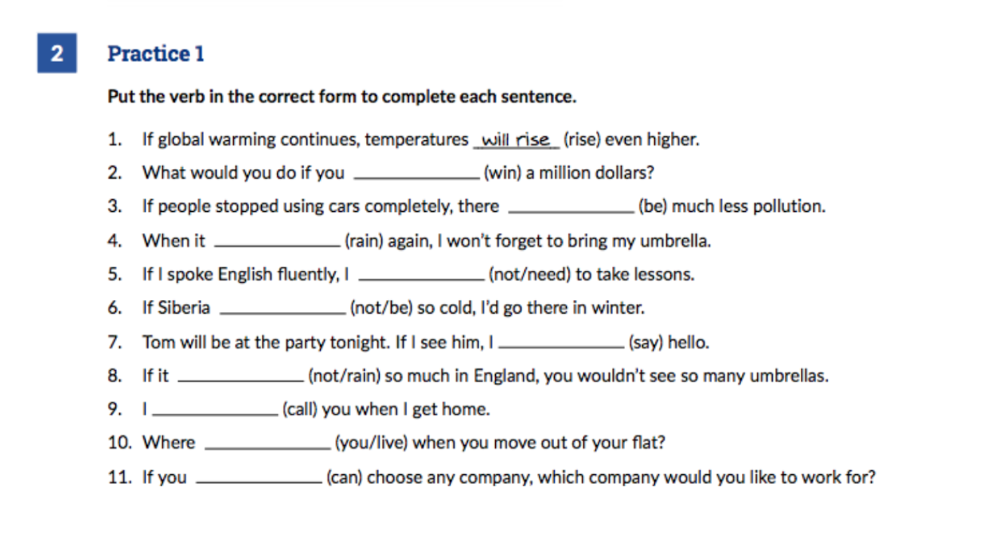 2
Practice 1
Put the verb in the correct form to complete each sentence.
1. If global warming continues, temperatures _will rise_ (rise) even higher.
2. What would you do if you ____________ (win) a million dollars?
3. If people stopped using cars completely, there ____________ (be) much less pollution.
4. When it ____________ (rain) again, I won't forget to bring my umbrella.
5. If I spoke English fluently, I ____________ (not/need) to take lessons.
6. If Siberia ____________ (not/be) so cold, I'd go there in winter.
7. Tom will be at the party tonight. If I see him, I ____________ (say) hello.
8. If it ____________ (not/rain) so much in England, you wouldn't see so many umbrellas.
9. I ____________ (call) you when I get home.
10. Where ____________ (you/live) when you move out of your flat?
11. If you ____________ (can) choose any company, which company would you like to work for?